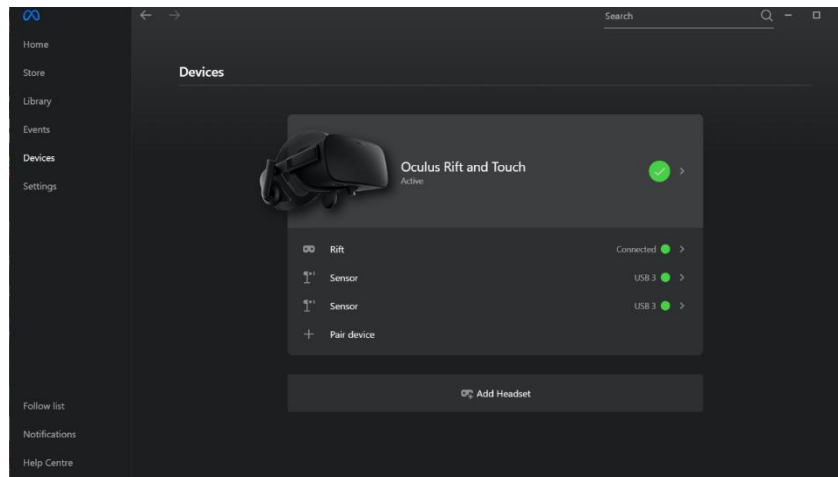 Search
Home
Store
Library
Events
Devices
Settings
Follow list
Notifications
Help Centre
Devices
Oculus Rift and Touch
Active
Rift Connected
Sensor USB 3
Sensor USB 3
Pair device
Add Headset